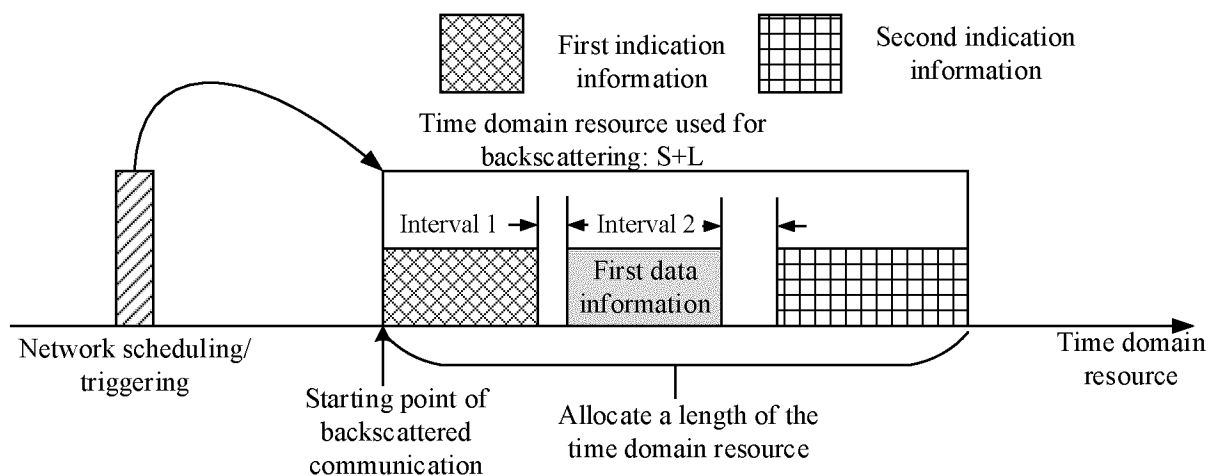 First indication
information
Second indication
information
Time domain resource used for
backscattering: S+L
Interval 1
Interval 2
First data
information
Network scheduling/
triggering
Starting point of
backscattered
communication
Allocate a length of the
time domain resource
Time domain
resource